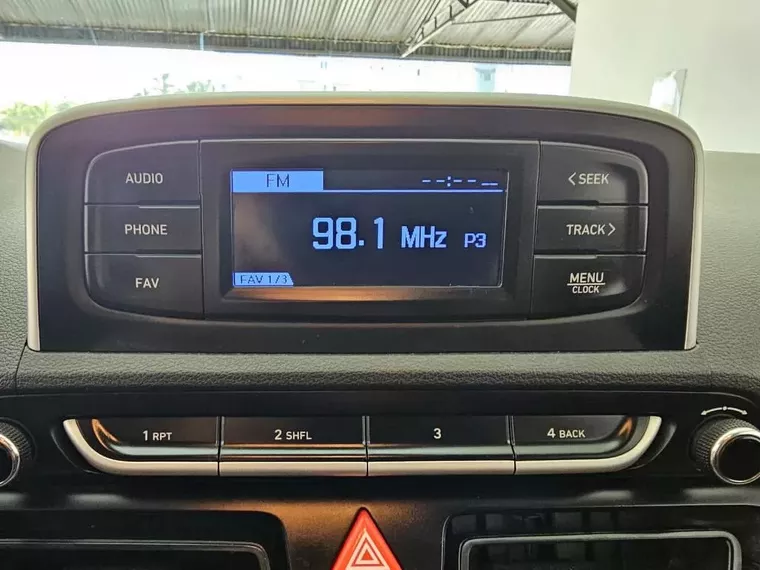 AUDIO
PHONE
FAV
FM --:-- __
98.1 MHz P3
FAV 1/3
<SEEK
TRACK>
MENU
CLOCK
1 RPT
2 SHFL
3
4 BACK